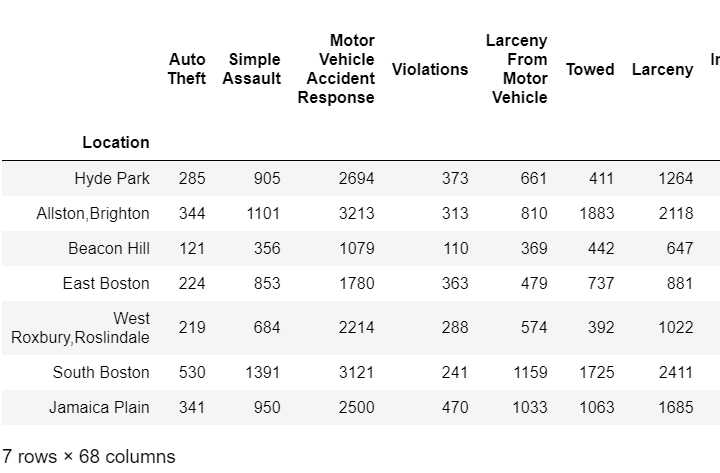 Auto Theft Simple Assault Motor Vehicle Accident Response Violations Larceny From Motor Vehicle Towed Larceny
Location
Hyde Park 285 905 2694 373 661 411 1264
Allston,Brighton 344 1101 3213 313 810 1883 2118
Beacon Hill 121 356 1079 110 369 442 647
East Boston 224 853 1780 363 479 737 881
West Roxbury,Roslindale 219 684 2214 288 574 392 1022
South Boston 530 1391 3121 241 1159 1725 2411
Jamaica Plain 341 950 2500 470 1033 1063 1685
7 rows × 68 columns